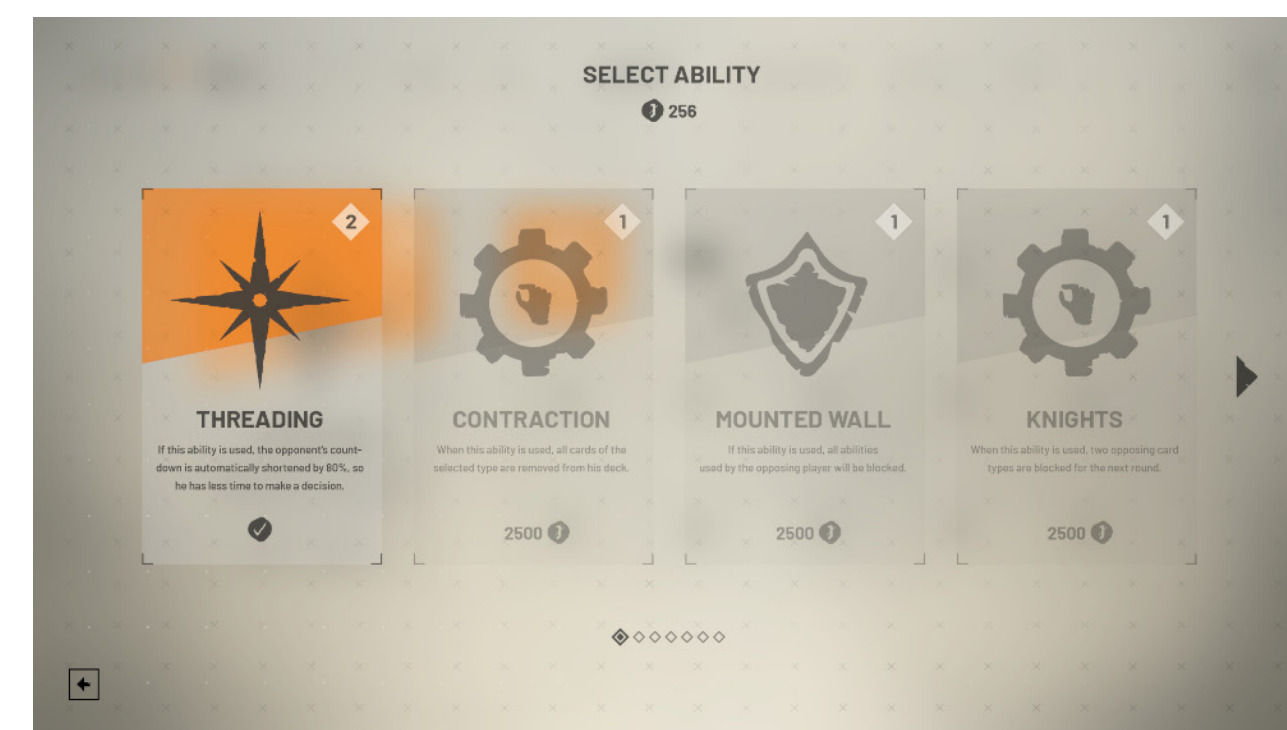 SELECT ABILITY
256
2
THREADING
If this ability is used, the opponent's count-
down is automatically shortened by 80%, so
he has less time to make a decision.
1
CONTRACTION
When this ability is used, all cards of the
selected type are removed from his deck.
2500
1
MOUNTED WALL
If this ability is used, all abilities
used by the opposing player will be blocked.
2500
1
KNIGHTS
When this ability is used, two opposing card
types are blocked for the next round.
2500